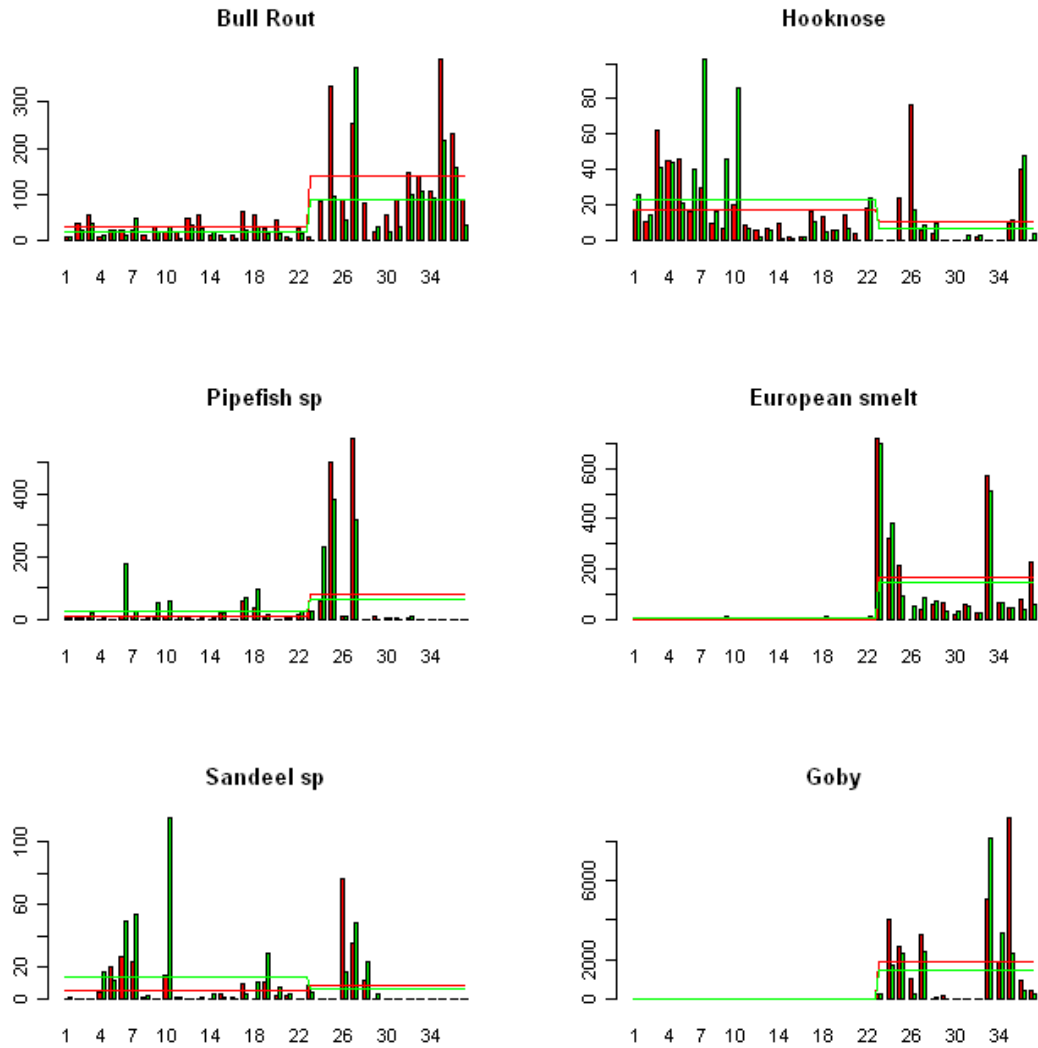 Bull Rout
0 100 200 300
1 4 7 10 14 18 22 26 30 34
Hooknose
0 20 40 60 80
1 4 7 10 14 18 22 26 30 34
Pipefish sp
0 200 400
1 4 7 10 14 18 22 26 30 34
European smelt
0 200 400 600
1 4 7 10 14 18 22 26 30 34
Sandeel sp
0 20 60 100
1 4 7 10 14 18 22 26 30 34
Goby
0 2000 6000
1 4 7 10 14 18 22 26 30 34